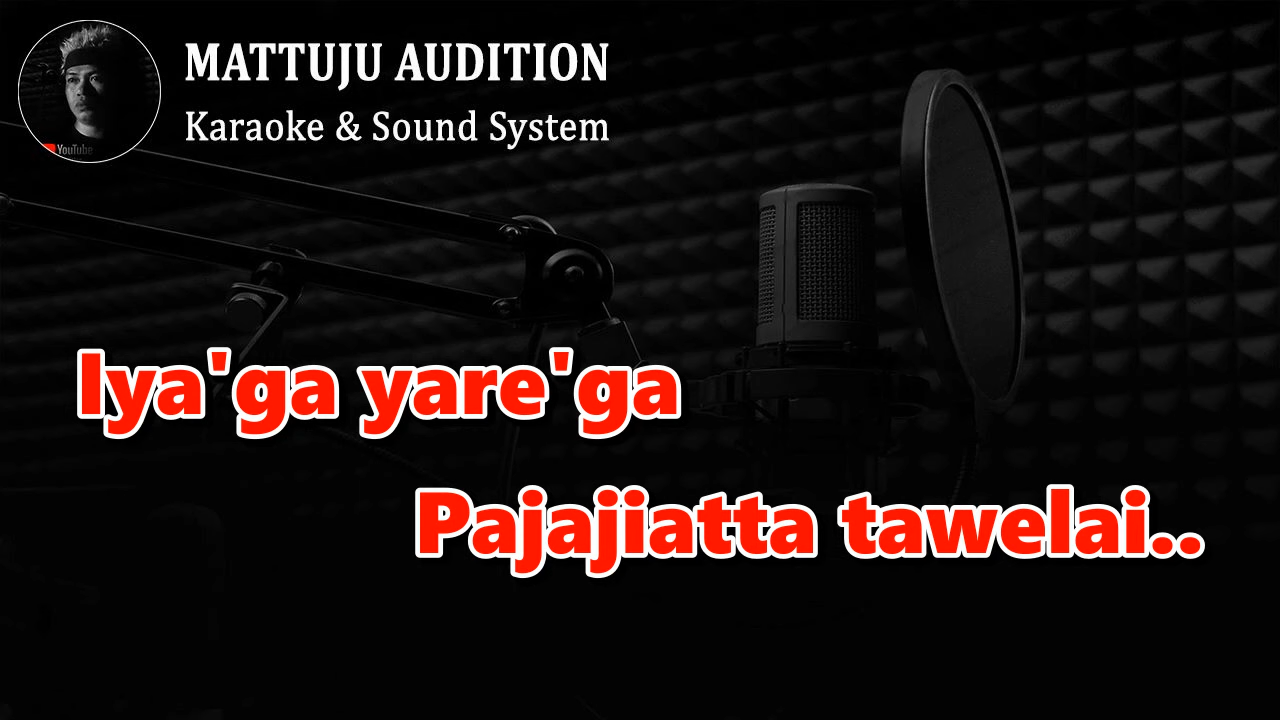 MATTUJU AUDITION
Karaoke & Sound System
YouTube
Iya'ga yare'ga
Pajajiatta tawelai..